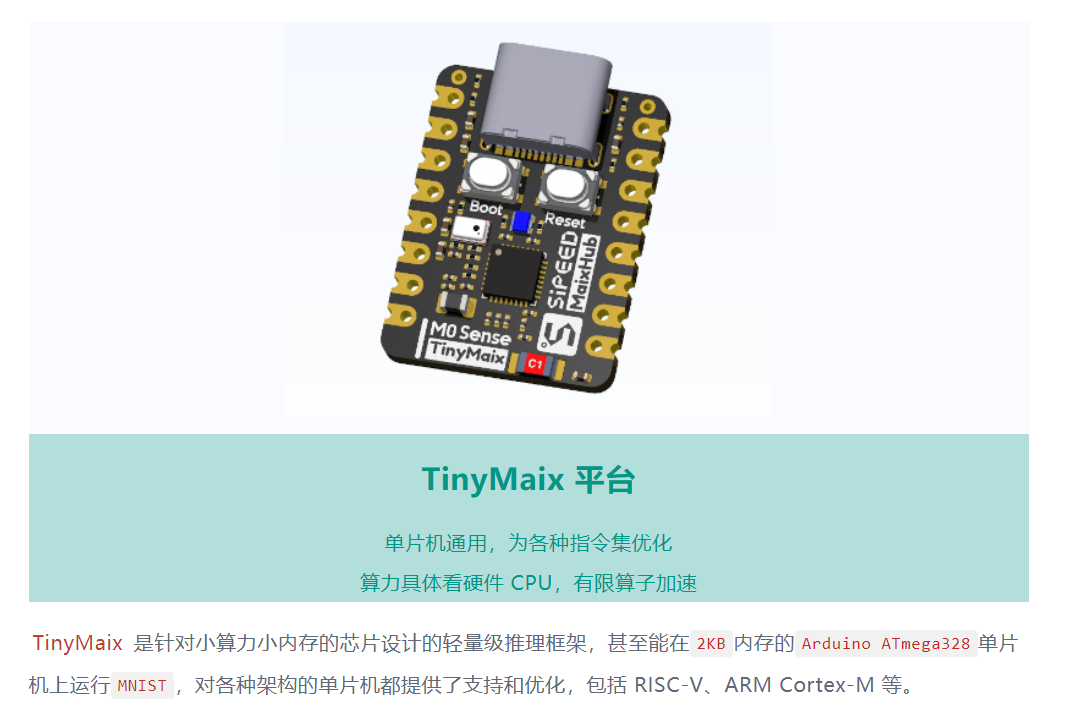 Boot
Reset
SiPEED
MaixHub
M0 Sense
TinyMaix
C1
TinyMaix 平台
单片机通用，为各种指令集优化
算力具体看硬件 CPU，有限算子加速
TinyMaix 是针对小算力小内存的芯片设计的轻量级推理框架，甚至能在 2KB 内存的 Arduino ATmega328 单片
机上运行 MNIST ，对各种架构的单片机都提供了支持和优化，包括 RISC-V、ARM Cortex-M 等。